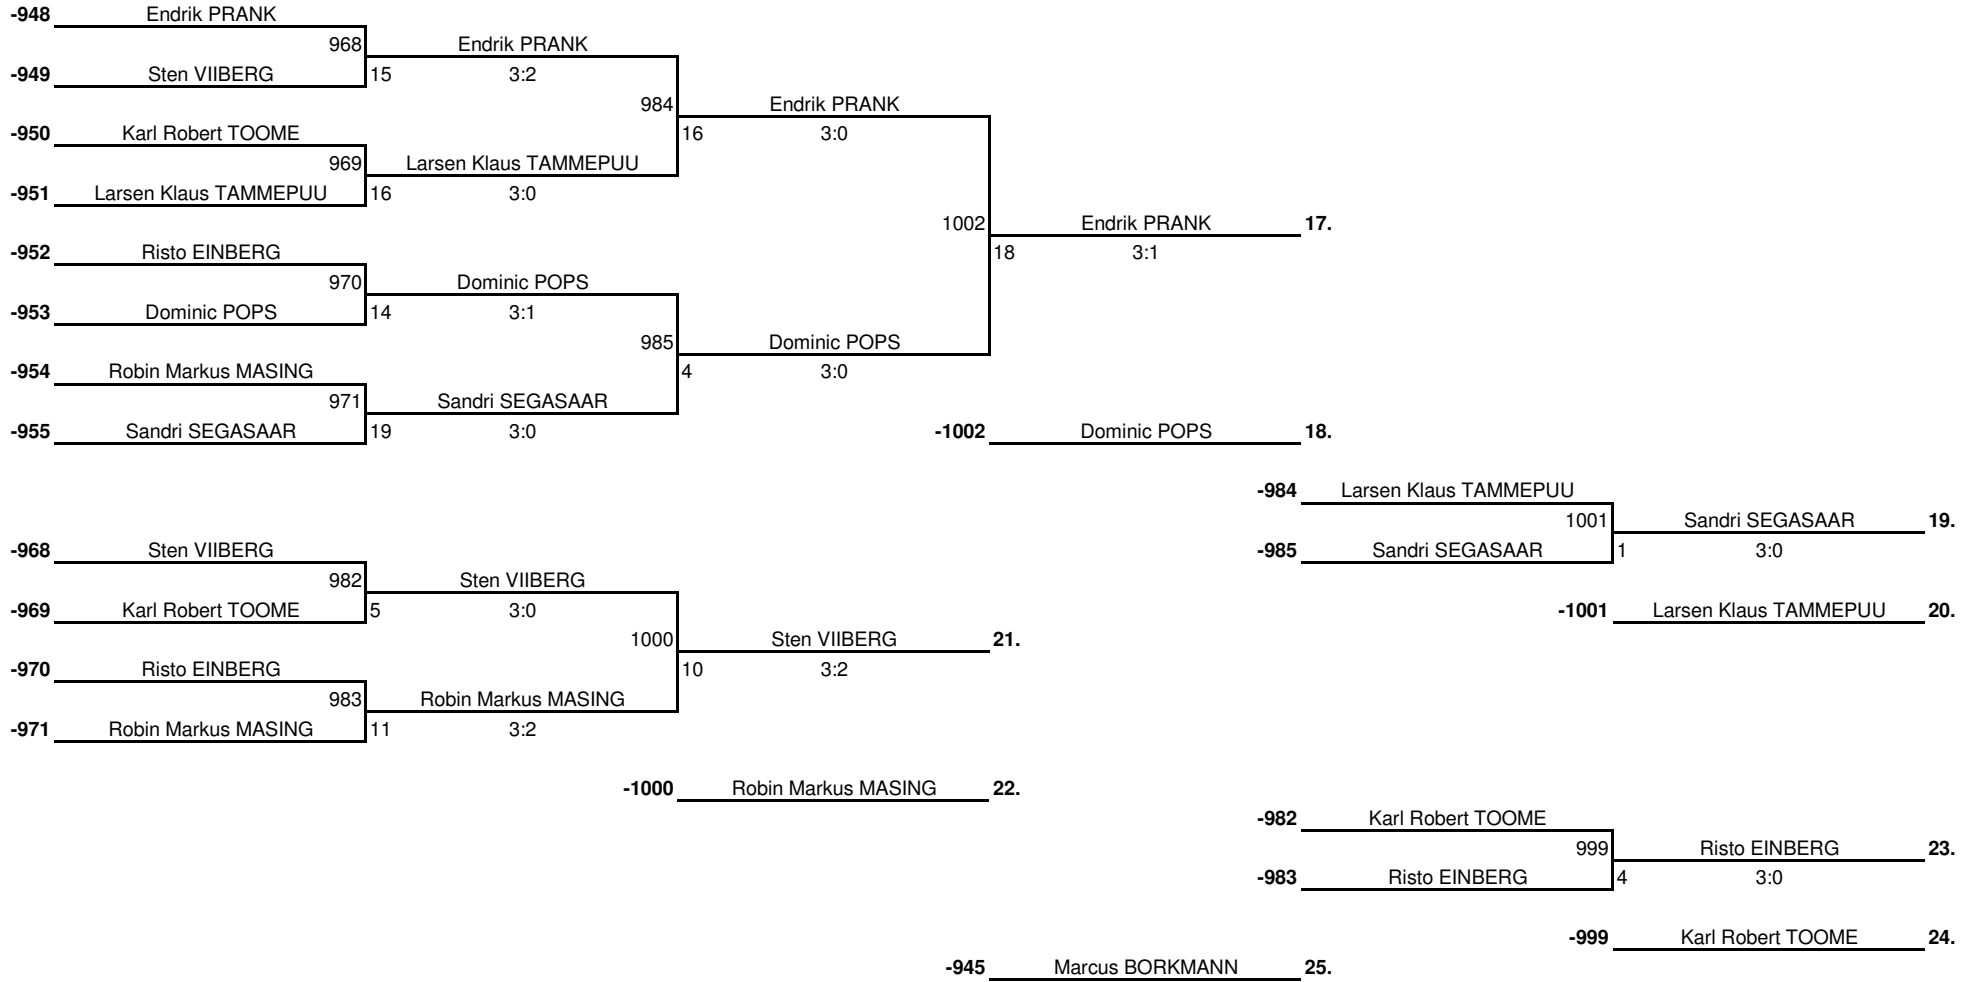 -948 Endrik PRANK
968 Endrik PRANK
-949 Sten VIIBERG 15 3:2
984 Endrik PRANK
-950 Karl Robert TOOME 16 3:0
969 Larsen Klaus TAMMEPUU
-951 Larsen Klaus TAMMEPUU 16 3:0
1002 Endrik PRANK 17.
-952 Risto EINBERG 18 3:1
970 Dominic POPS
-953 Dominic POPS 14 3:1
985 Dominic POPS
-954 Robin Markus MASING 4 3:0
971 Sandri SEGASAAR
-955 Sandri SEGASAAR 19 3:0 -1002 Dominic POPS 18.
-984 Larsen Klaus TAMMEPUU
1001 Sandri SEGASAAR 19.
-968 Sten VIIBERG -985 Sandri SEGASAAR 1 3:0
982 Sten VIIBERG
-969 Karl Robert TOOME 5 3:0 -1001 Larsen Klaus TAMMEPUU 20.
1000 Sten VIIBERG 21.
-970 Risto EINBERG 10 3:2
983 Robin Markus MASING
-971 Robin Markus MASING 11 3:2
-1000 Robin Markus MASING 22.
-982 Karl Robert TOOME
999 Risto EINBERG 23.
-983 Risto EINBERG 4 3:0
-999 Karl Robert TOOME 24.
-945 Marcus BORKMANN 25.